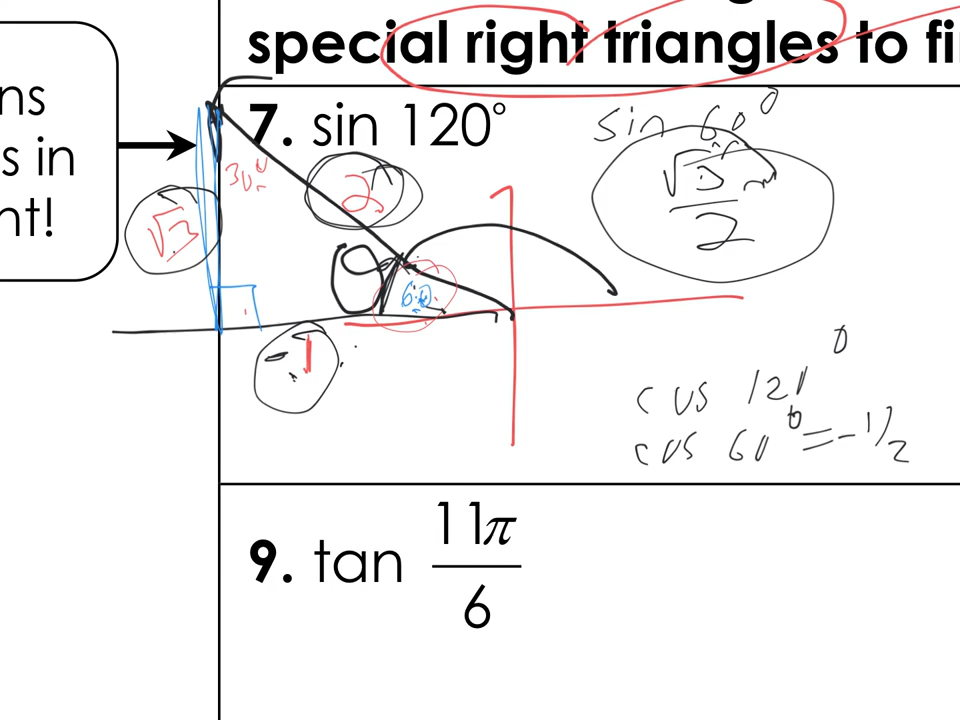 special right triangles to fi
ns
s in
nt!
7. sin 120°
sin 60°
√3
2
30°
2
√3
60°
-1
cos 120°
cos 60° = -1/2
9. tan 11π
6